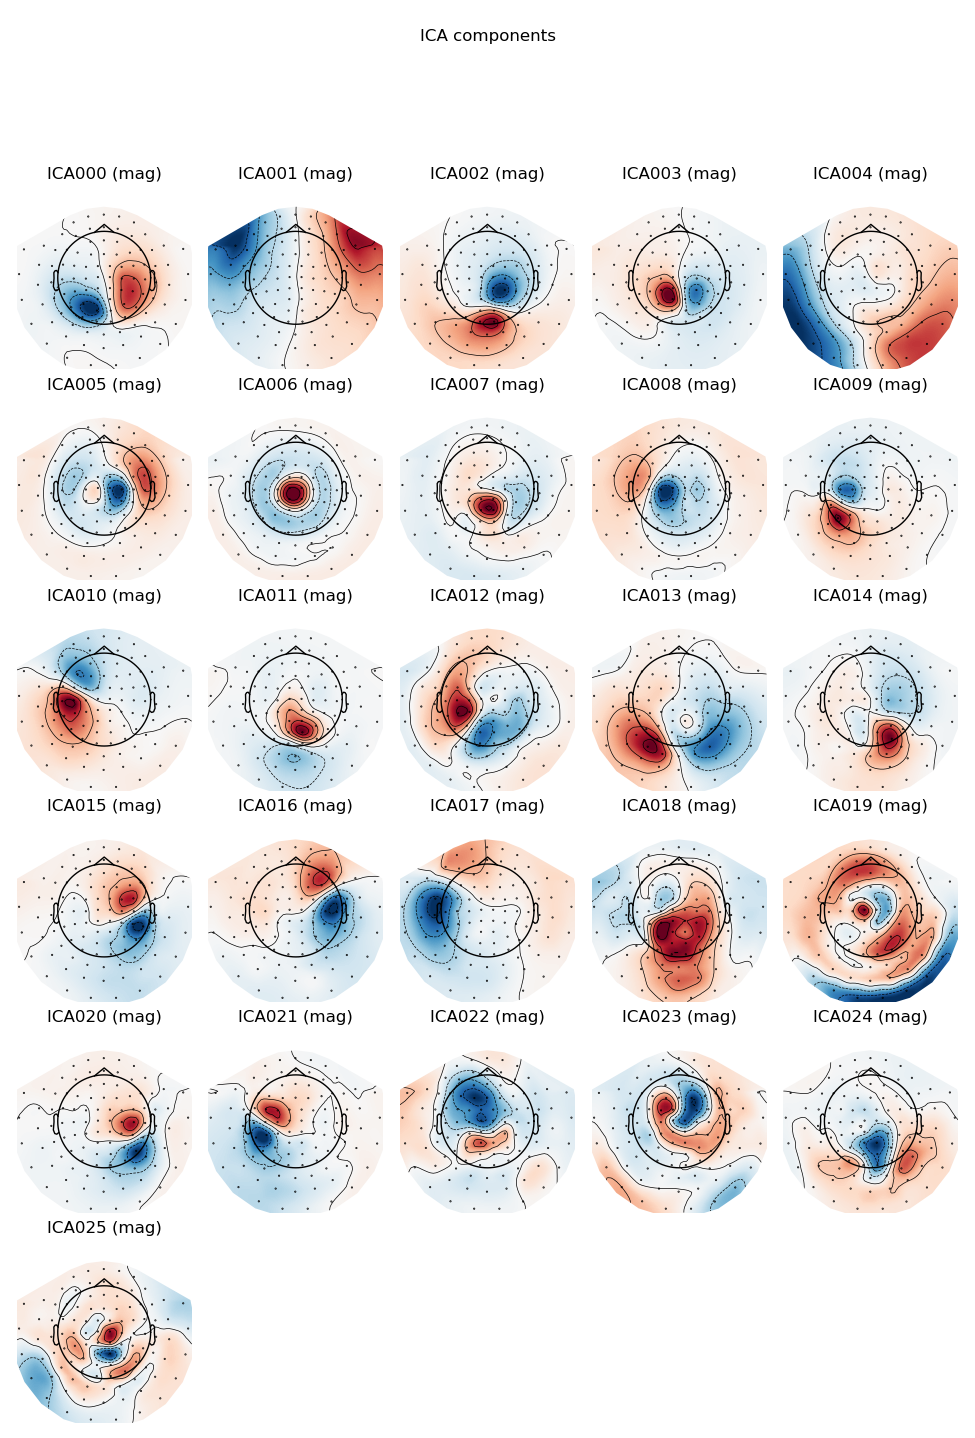 ICA components
ICA000 (mag) ICA001 (mag) ICA002 (mag) ICA003 (mag) ICA004 (mag)
ICA005 (mag) ICA006 (mag) ICA007 (mag) ICA008 (mag) ICA009 (mag)
ICA010 (mag) ICA011 (mag) ICA012 (mag) ICA013 (mag) ICA014 (mag)
ICA015 (mag) ICA016 (mag) ICA017 (mag) ICA018 (mag) ICA019 (mag)
ICA020 (mag) ICA021 (mag) ICA022 (mag) ICA023 (mag) ICA024 (mag)
ICA025 (mag)